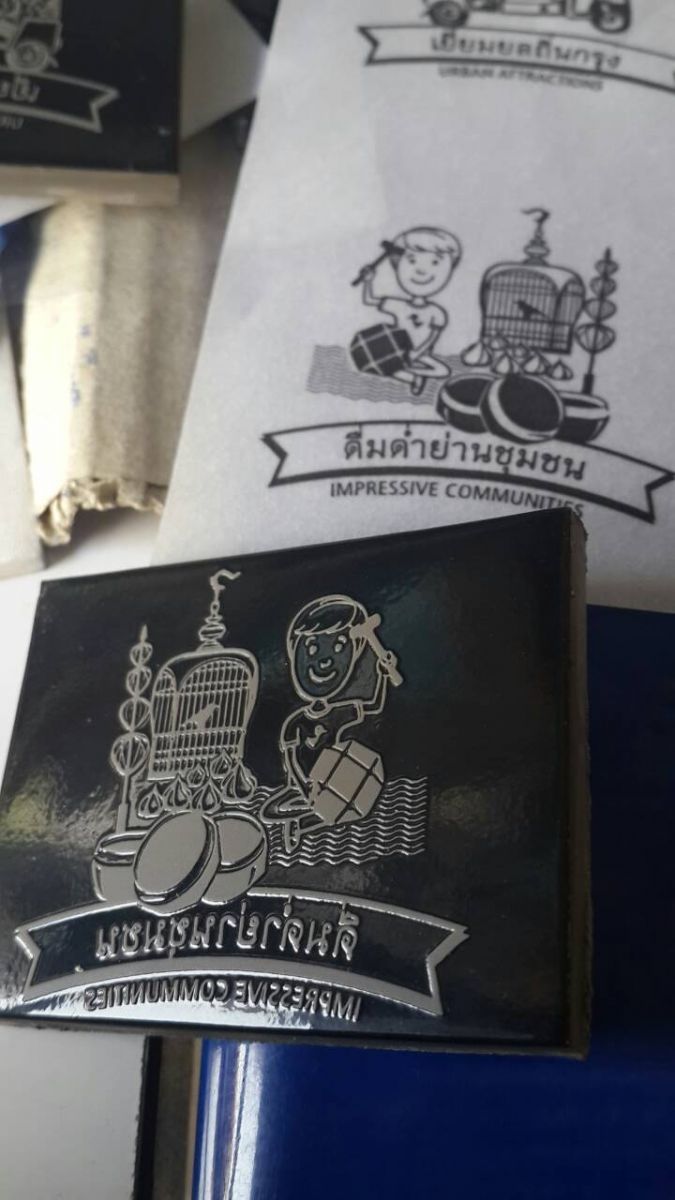 เยี่ยมยลถิ่นกรุง
URBAN ATTRACTIONS
ดื่มด่ำย่านชุมชน
IMPRESSIVE COMMUNITIES
ดื่มด่ำย่านชุมชน
IMPRESSIVE COMMUNITIES